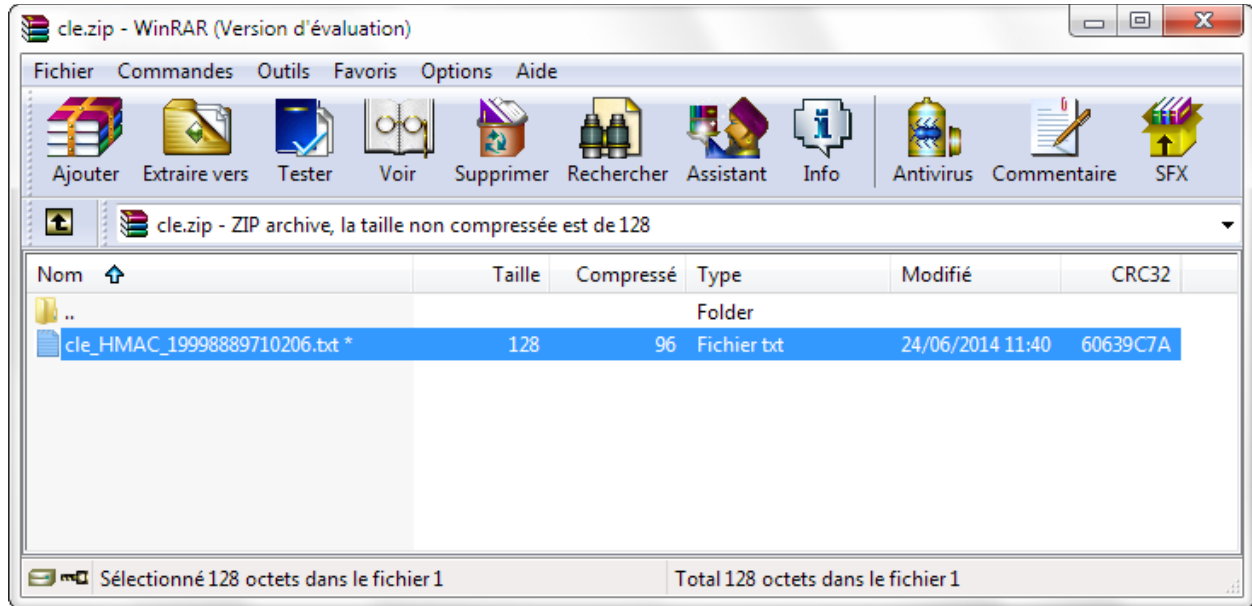 cle.zip - WinRAR (Version d'évaluation)
Fichier Commandes Outils Favoris Options Aide
Ajouter Extraire vers Tester Voir Supprimer Rechercher Assistant Info Antivirus Commentaire SFX
cle.zip - ZIP archive, la taille non compressée est de 128
Nom Taille Compressé Type Modifié CRC32
.. Folder
cle_HMAC_19998889710206.txt * 128 96 Fichier txt 24/06/2014 11:40 60639C7A
Sélectionné 128 octets dans le fichier 1 Total 128 octets dans le fichier 1